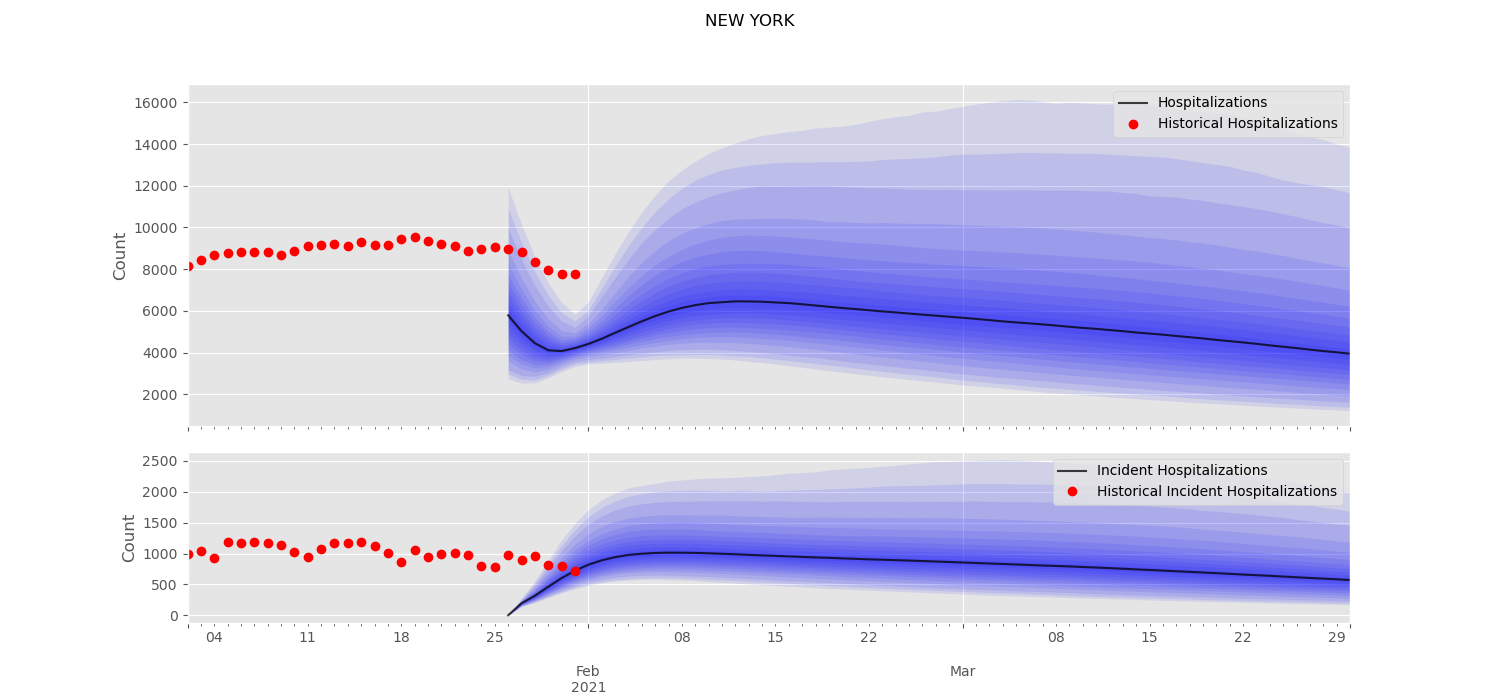 NEW YORK
16000
14000
12000
10000
8000
6000
4000
2000
Count
Hospitalizations
Historical Hospitalizations
2500
2000
1500
1000
500
0
Count
Incident Hospitalizations
Historical Incident Hospitalizations
04 11 18 25 08 15 22 08 15 22 29
Feb Mar
2021